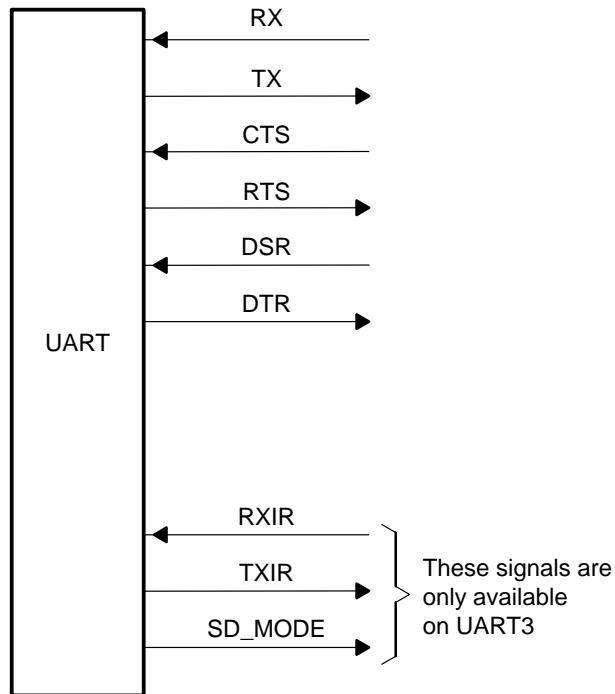 RX
TX
CTS
RTS
DSR
DTR
UART
RXIR
TXIR
SD_MODE
These signals are
only available
on UART3